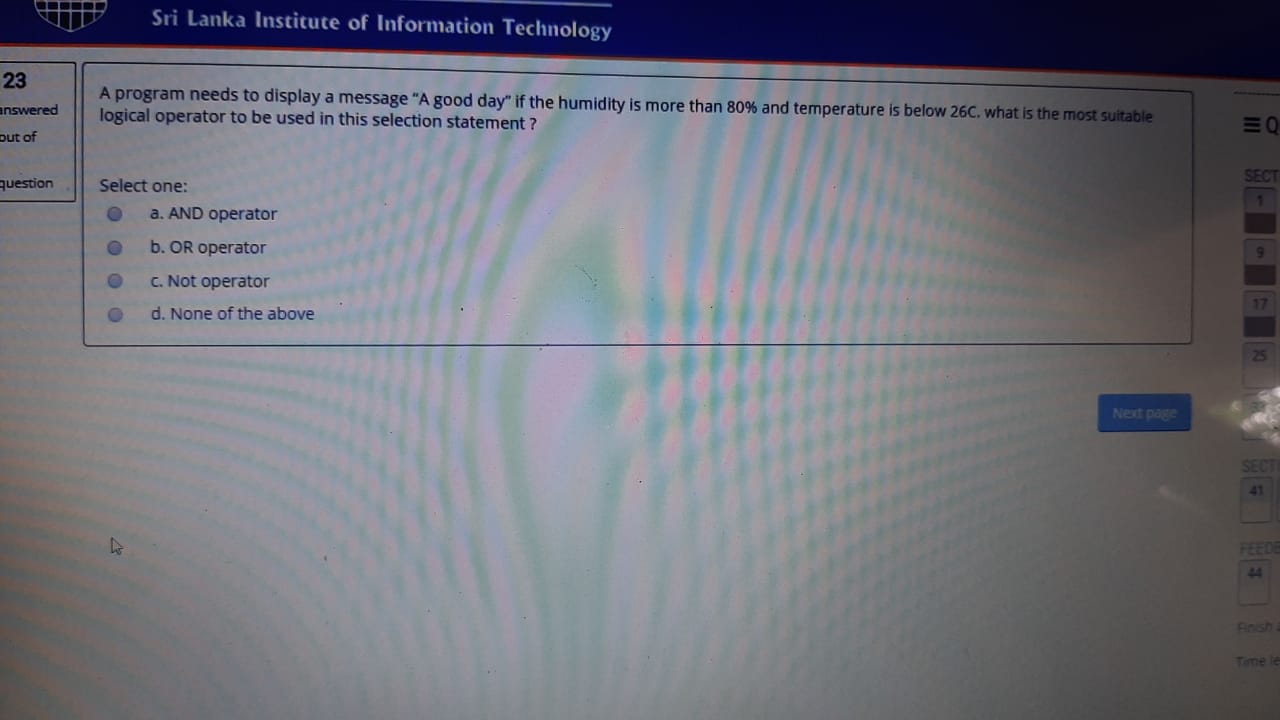 Sri Lanka Institute of Information Technology
23
answered
out of
question
A program needs to display a message "A good day" if the humidity is more than 80% and temperature is below 26C. what is the most suitable
logical operator to be used in this selection statement ?
Select one:
a. AND operator
b. OR operator
c. Not operator
d. None of the above
Next page
SECT
1
9
17
25
SECT
41
FEEDB
44
Finish
Time le